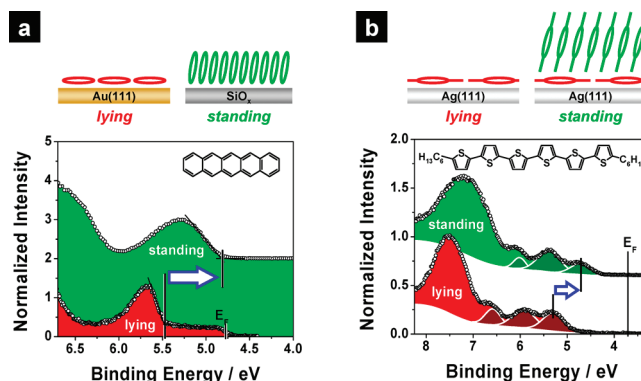 a
Au(111)
SiOx
lying
standing
Normalized Intensity
4
3
2
1
0
standing
lying
EF
6.5 6.0 5.5 5.0 4.5 4.0
Binding Energy / eV
b
Ag(111)
Ag(111)
lying
standing
Normalized Intensity
2.0
1.5
1.0
0.5
0.0
H13C6
S S S S S S
C6H1
standing
lying
EF
8 7 6 5 4
Binding Energy / eV